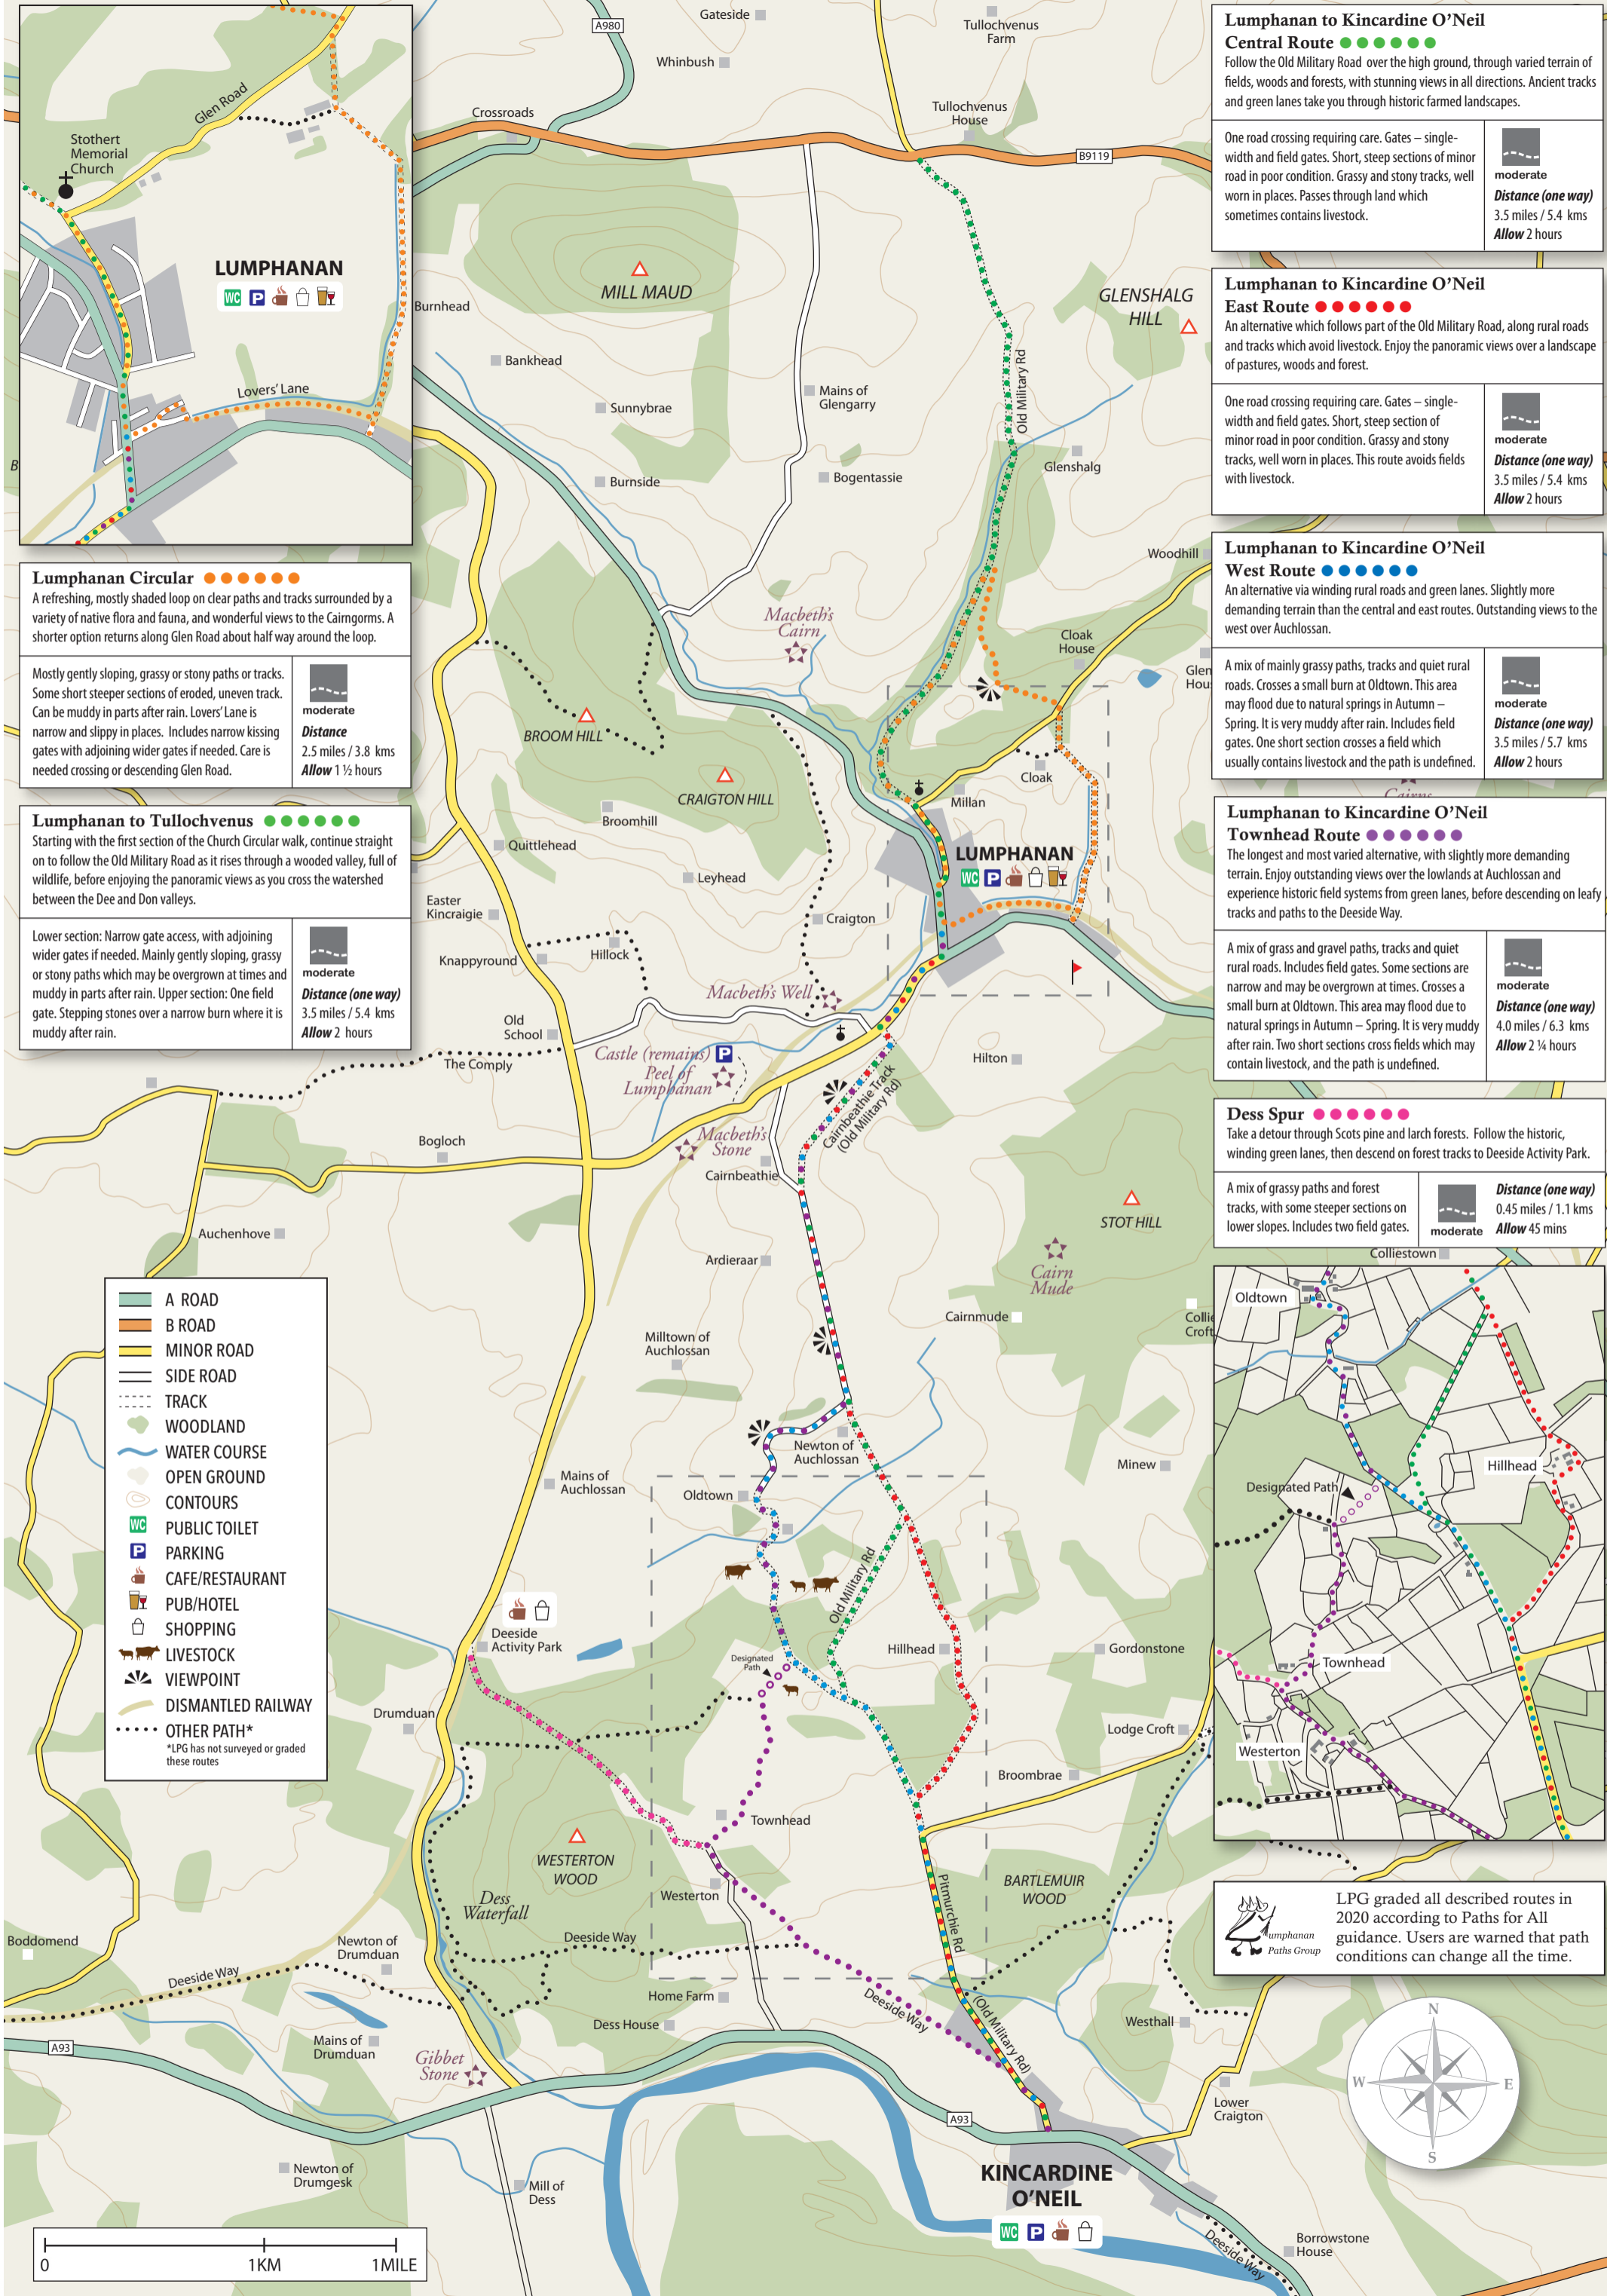 Glen Road
Stothert
Memorial
Church
LUMPHANAN
WC P
Lovers' Lane
B
Lumphanan Circular
A refreshing, mostly shaded loop on clear paths and tracks surrounded by a
variety of native flora and fauna, and wonderful views to the Cairngorms. A
shorter option returns along Glen Road about half way around the loop.
Mostly gently sloping, grassy or stony paths or tracks.
Some short steeper sections of eroded, uneven track.
Can be muddy in parts after rain. Lovers' Lane is
narrow and slippy in places. Includes narrow kissing
gates with adjoining wider gates if needed. Care is
needed crossing or descending Glen Road.
moderate
Distance
2.5 miles / 3.8 kms
Allow 1 ½ hours
Lumphanan to Tullochvenus
Starting with the first section of the Church Circular walk, continue straight
on to follow the Old Military Road as it rises through a wooded valley, full of
wildlife, before enjoying the panoramic views as you cross the watershed
between the Dee and Don valleys.
Lower section: Narrow gate access, with adjoining
wider gates if needed. Mainly gently sloping, grassy
or stony paths which may be overgrown at times and
muddy in parts after rain. Upper section: One field
gate. Stepping stones over a narrow burn where it is
muddy after rain.
moderate
Distance (one way)
3.5 miles / 5.4 kms
Allow 2 hours
A ROAD
B ROAD
MINOR ROAD
SIDE ROAD
TRACK
WOODLAND
WATER COURSE
OPEN GROUND
CONTOURS
WC PUBLIC TOILET
P PARKING
CAFE/RESTAURANT
PUB/HOTEL
SHOPPING
LIVESTOCK
VIEWPOINT
DISMANTLED RAILWAY
OTHER PATH*
*LPG has not surveyed or graded
these routes
A980
Gateside
Whinbush
Tullochvenus
Farm
Crossroads
Tullochvenus
House
B9119
MILL MAUD
GLENSHALG
HILL
Burnhead
Bankhead
Sunnybrae
Mains of
Glengarry
Old Military Rd
Burnside
Bogentassie
Glenshalg
Woodhill
Macbeth's
Cairn
Cloak
House
Glen
Hou
BROOM HILL
CRAIGTON HILL
Cloak
Millan
Broomhill
Quittlehead
LUMPHANAN
WC P
Leyhead
Easter
Kincraigie
Craigton
Knappyround
Hillock
Macbeth's Well
Old
School
The Comply
Castle (remains) P
Peel of
Lumphanan
Hilton
Cairnbeathie Track
(Old Military Rd)
Bogloch
Macbeth's
Stone
Cairnbeathie
Auchenhove
STOT HILL
Ardieraar
Cairn
Mude
Cairnmude
Collie
Croft
Colliestown
Cairns
Milltown of
Auchlossan
Newton of
Auchlossan
Minew
Mains of
Auchlossan
Oldtown
Old Military Rd
Deeside
Activity Park
Hillhead
Gordonstone
Designated
Path
Drumduan
Lodge Croft
Broombrae
Townhead
WESTERTON
WOOD
BARTLEMUIR
WOOD
Westerton
Dess
Waterfall
Pitmurchie Rd
Deeside Way
Boddomend
Newton of
Drumduan
Deeside Way
Home Farm
Deeside Way
(Old Military Rd)
Dess House
Westhall
A93
Mains of
Drumduan
Gibbet
Stone
Lower
Craigton
A93
Newton of
Drumgesk
Mill of
Dess
KINCARDINE
O'NEIL
WC P
Deeside Way
Borrowstone
House
0 1KM 1MILE
Lumphanan to Kincardine O'Neil
Central Route
Follow the Old Military Road over the high ground, through varied terrain of
fields, woods and forests, with stunning views in all directions. Ancient tracks
and green lanes take you through historic farmed landscapes.
One road crossing requiring care. Gates – single-
width and field gates. Short, steep sections of minor
road in poor condition. Grassy and stony tracks, well
worn in places. Passes through land which
sometimes contains livestock.
moderate
Distance (one way)
3.5 miles / 5.4 kms
Allow 2 hours
Lumphanan to Kincardine O'Neil
East Route
An alternative which follows part of the Old Military Road, along rural roads
and tracks which avoid livestock. Enjoy the panoramic views over a landscape
of pastures, woods and forest.
One road crossing requiring care. Gates – single-
width and field gates. Short, steep section of
minor road in poor condition. Grassy and stony
tracks, well worn in places. This route avoids fields
with livestock.
moderate
Distance (one way)
3.5 miles / 5.4 kms
Allow 2 hours
Lumphanan to Kincardine O'Neil
West Route
An alternative via winding rural roads and green lanes. Slightly more
demanding terrain than the central and east routes. Outstanding views to the
west over Auchlossan.
A mix of mainly grassy paths, tracks and quiet rural
roads. Crosses a small burn at Oldtown. This area
may flood due to natural springs in Autumn –
Spring. It is very muddy after rain. Includes field
gates. One short section crosses a field which
usually contains livestock and the path is undefined.
moderate
Distance (one way)
3.5 miles / 5.7 kms
Allow 2 hours
Lumphanan to Kincardine O'Neil
Townhead Route
The longest and most varied alternative, with slightly more demanding
terrain. Enjoy outstanding views over the lowlands at Auchlossan and
experience historic field systems from green lanes, before descending on leafy
tracks and paths to the Deeside Way.
A mix of grass and gravel paths, tracks and quiet
rural roads. Includes field gates. Some sections are
narrow and may be overgrown at times. Crosses a
small burn at Oldtown. This area may flood due to
natural springs in Autumn – Spring. It is very muddy
after rain. Two short sections cross fields which may
contain livestock, and the path is undefined.
moderate
Distance (one way)
4.0 miles / 6.3 kms
Allow 2 ¼ hours
Dess Spur
Take a detour through Scots pine and larch forests. Follow the historic,
winding green lanes, then descend on forest tracks to Deeside Activity Park.
A mix of grassy paths and forest
tracks, with some steeper sections on
lower slopes. Includes two field gates.
moderate
Distance (one way)
0.45 miles / 1.1 kms
Allow 45 mins
Oldtown
Hillhead
Designated Path
Townhead
Westerton
Lumphanan
Paths Group
LPG graded all described routes in
2020 according to Paths for All
guidance. Users are warned that path
conditions can change all the time.
N
W E
S